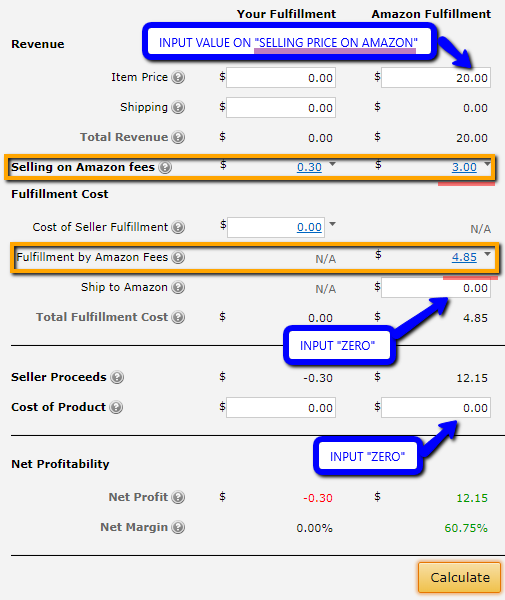 Your Fulfillment Amazon Fulfillment
Revenue
INPUT VALUE ON "SELLING PRICE ON AMAZON"
Item Price ? $ 0.00 $ 20.00
Shipping ? $ 0.00 $ 0.00
Total Revenue $ 0.00 $ 20.00
Selling on Amazon fees ? $ 0.30 $ 3.00
Fulfillment Cost
Cost of Seller Fulfillment ? $ 0.00 N/A
Fulfillment by Amazon Fees ? N/A $ 4.85
Ship to Amazon ? N/A $ 0.00
Total Fulfillment Cost ? $ 0.00 $ 4.85
INPUT "ZERO"
Seller Proceeds ? $ -0.30 $ 12.15
Cost of Product ? $ 0.00 $ 0.00
INPUT "ZERO"
Net Profitability
Net Profit ? $ -0.30 $ 12.15
Net Margin ? 0.00% 60.75%
Calculate